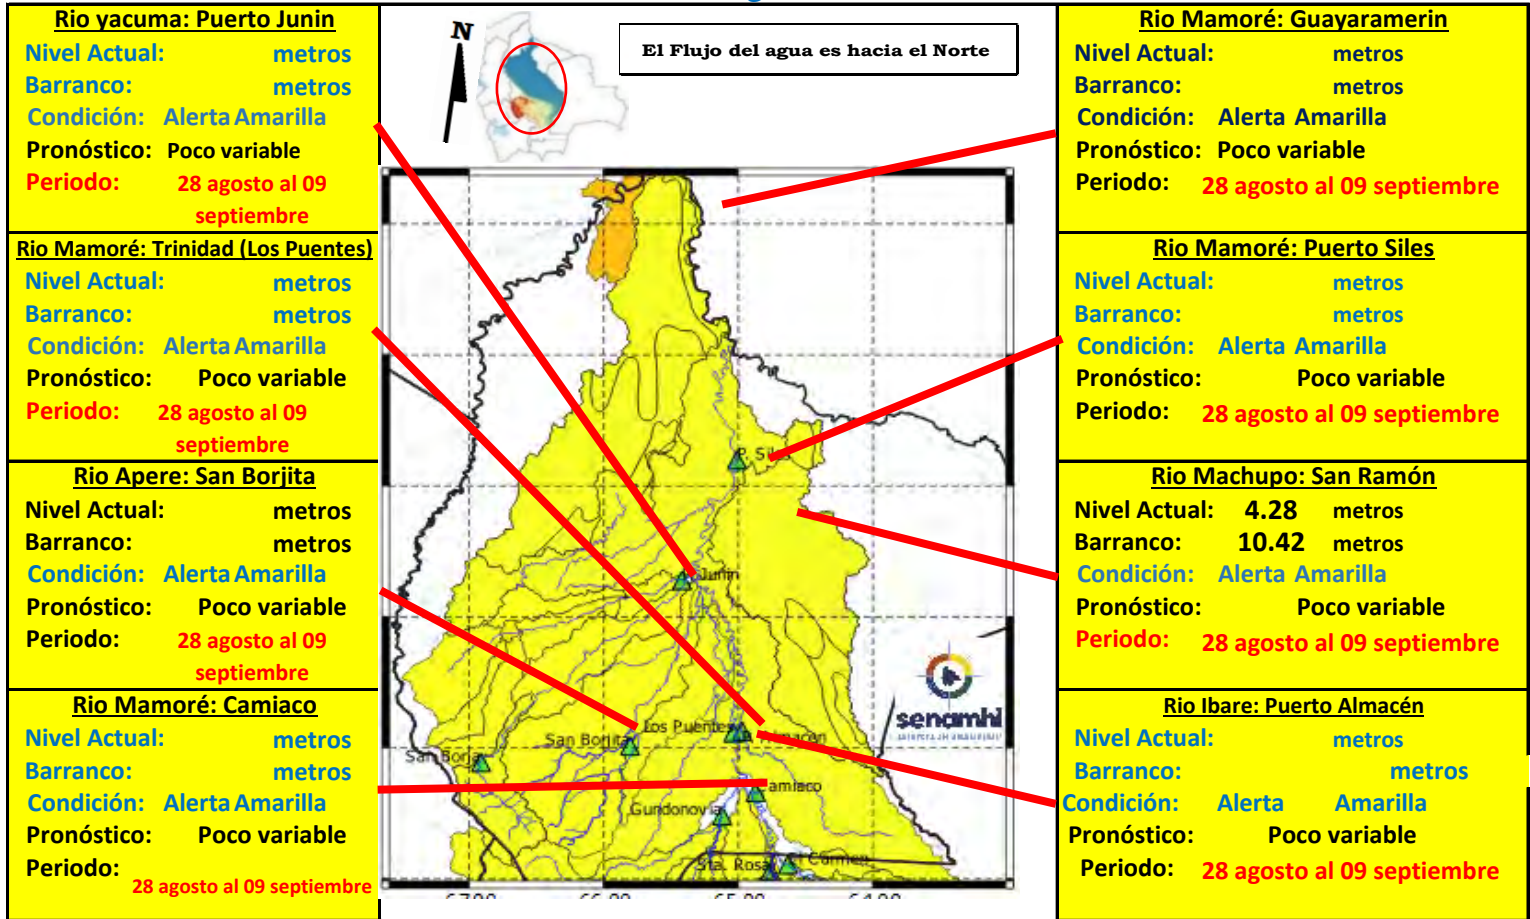 Rio yacuma: Puerto Junin
Nivel Actual: metros
Barranco: metros
Condición: Alerta Amarilla
Pronóstico: Poco variable
Periodo: 28 agosto al 09
septiembre
Rio Mamoré: Trinidad (Los Puentes)
Nivel Actual: metros
Barranco: metros
Condición: Alerta Amarilla
Pronóstico: Poco variable
Periodo: 28 agosto al 09
septiembre
Rio Apere: San Borjita
Nivel Actual: metros
Barranco: metros
Condición: Alerta Amarilla
Pronóstico: Poco variable
Periodo: 28 agosto al 09
septiembre
Rio Mamoré: Camiaco
Nivel Actual: metros
Barranco: metros
Condición: Alerta Amarilla
Pronóstico: Poco variable
Periodo:
28 agosto al 09 septiembre
N
El Flujo del agua es hacia el Norte
Junin
Los Puentes
San Borjita
San Borja
Camiaco
Gundonovia
Sta. Rosa
El Carmen
senamhi
Rio Mamoré: Guayaramerin
Nivel Actual: metros
Barranco: metros
Condición: Alerta Amarilla
Pronóstico: Poco variable
Periodo: 28 agosto al 09 septiembre
Rio Mamoré: Puerto Siles
Nivel Actual: metros
Barranco: metros
Condición: Alerta Amarilla
Pronóstico: Poco variable
Periodo: 28 agosto al 09 septiembre
Rio Machupo: San Ramón
Nivel Actual: 4.28 metros
Barranco: 10.42 metros
Condición: Alerta Amarilla
Pronóstico: Poco variable
Periodo: 28 agosto al 09 septiembre
Rio Ibare: Puerto Almacén
Nivel Actual: metros
Barranco: metros
Condición: Alerta Amarilla
Pronóstico: Poco variable
Periodo: 28 agosto al 09 septiembre